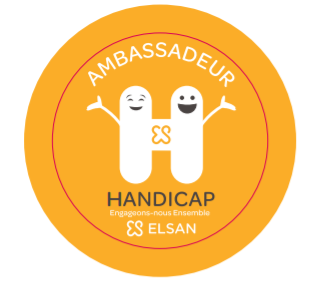 AMBASSADEUR
HANDICAP
Engageons-nous Ensemble
ELSAN